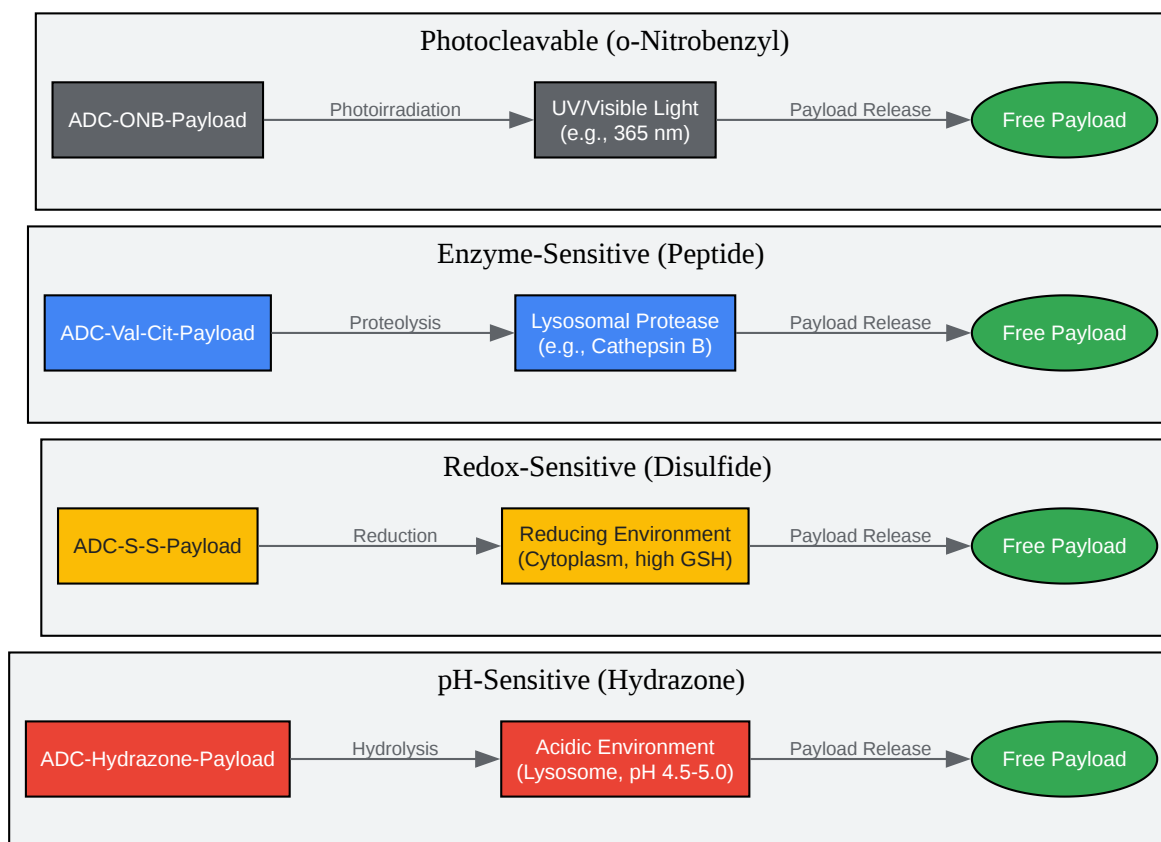 Photocleavable (o-Nitrobenzyl)
ADC-ONB-Payload
Photoirradiation
UV/Visible Light
(e.g., 365 nm)
Payload Release
Free Payload
Enzyme-Sensitive (Peptide)
ADC-Val-Cit-Payload
Proteolysis
Lysosomal Protease
(e.g., Cathepsin B)
Payload Release
Free Payload
Redox-Sensitive (Disulfide)
ADC-S-S-Payload
Reduction
Reducing Environment
(Cytoplasm, high GSH)
Payload Release
Free Payload
pH-Sensitive (Hydrazone)
ADC-Hydrazone-Payload
Hydrolysis
Acidic Environment
(Lysosome, pH 4.5-5.0)
Payload Release
Free Payload